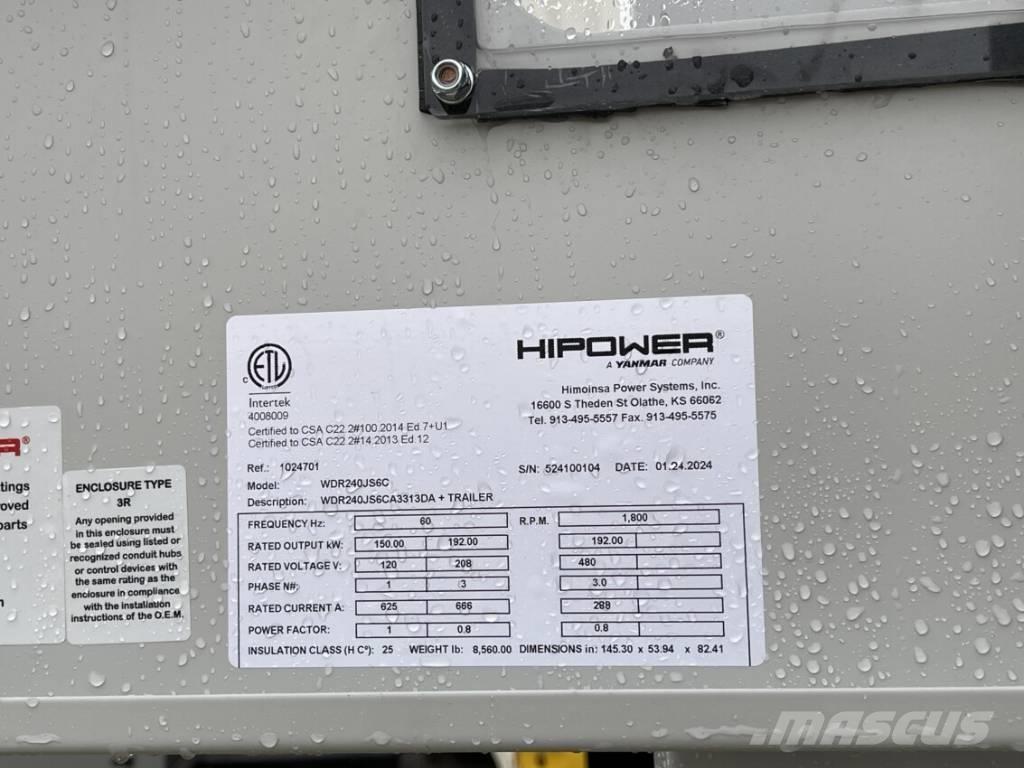 HIPOWER®
A YANMAR COMPANY
Himoinsa Power Systems, Inc.
16600 S Theden St Olathe, KS 66062
Tel. 913-495-5557 Fax. 913-495-5575
c ETL
Intertek
4008009
Certified to CSA C22 2#100.2014 Ed.7+U1
Certified to CSA C22 2#14.2013 Ed.12
Ref.: 1024701 S/N: 524100104 DATE: 01.24.2024
Model: WDR240JS6C
Description: WDR240JS6CA3313DA + TRAILER
FREQUENCY Hz: 60 R.P.M. 1,800
RATED OUTPUT kW: 150.00 192.00 192.00
RATED VOLTAGE V: 120 208 480
PHASE N#: 1 3 3.0
RATED CURRENT A: 625 666 289
POWER FACTOR: 1 0.8 0.8
INSULATION CLASS (H Cº): 25 WEIGHT lb: 8,560.00 DIMENSIONS in: 145.30 x 53.94 x 82.41
ENCLOSURE TYPE
3R
Any opening provided
in this enclosure must
be sealed using listed or
recognized conduit hubs
or control devices with
the same rating as the
enclosure in compliance
with the installation
instructions of the O.E.M.
MASCUS